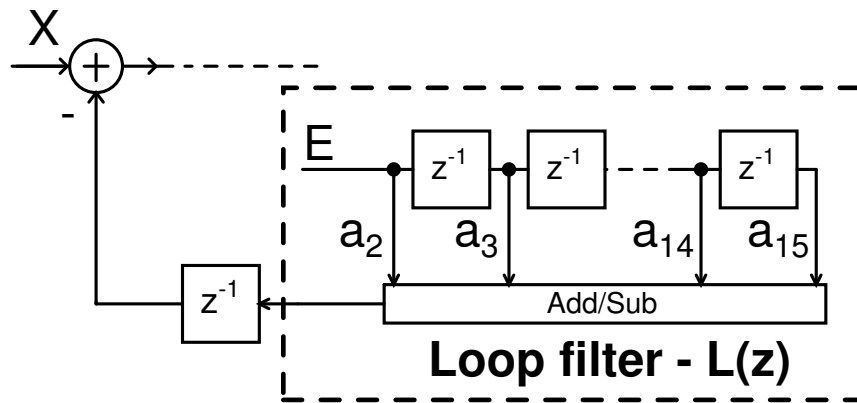 X
+
-
E
z⁻¹
z⁻¹
z⁻¹
a₂
a₃
a₁₄
a₁₅
z⁻¹
Add/Sub
Loop filter - L(z)